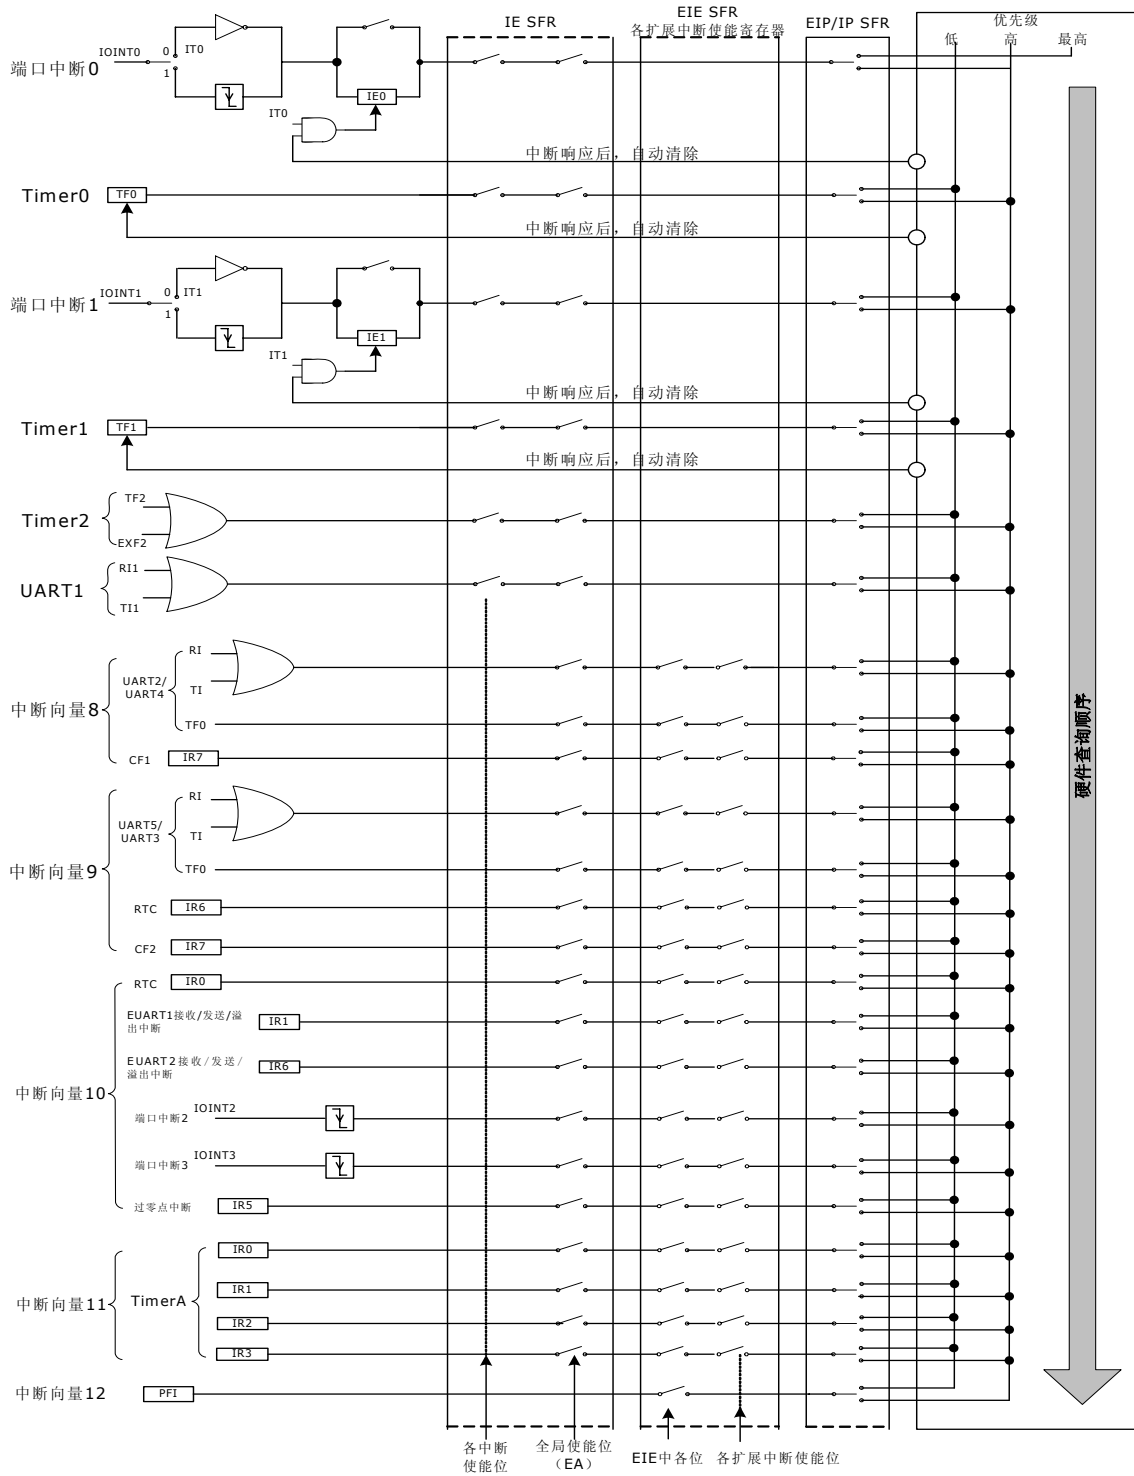 IE SFR
EIE SFR
各扩展中断使能寄存器
EIP/IP SFR
优先级
低
高
最高
端口中断0
IOINT0
0
1
IT0
IE0
IT0
中断响应后，自动清除
Timer0
TF0
中断响应后，自动清除
端口中断1
IOINT1
0
1
IT1
IE1
IT1
中断响应后，自动清除
Timer1
TF1
中断响应后，自动清除
Timer2
TF2
EXF2
UART1
RI1
TI1
中断向量8
UART2/
UART4
RI
TI
TF0
CF1
IR7
中断向量9
UART5/
UART3
RI
TI
TF0
RTC
IR6
CF2
IR7
中断向量10
RTC
IR0
EUART1接收/发送/溢
出中断
IR1
EUART2接收/发送/
溢出中断
IR6
端口中断2
IOINT2
端口中断3
IOINT3
过零点中断
IR5
中断向量11
TimerA
IR0
IR1
IR2
IR3
中断向量12
PFI
硬件查询顺序
各中断
使能位
全局使能位
（EA）
EIE中各位
各扩展中断使能位